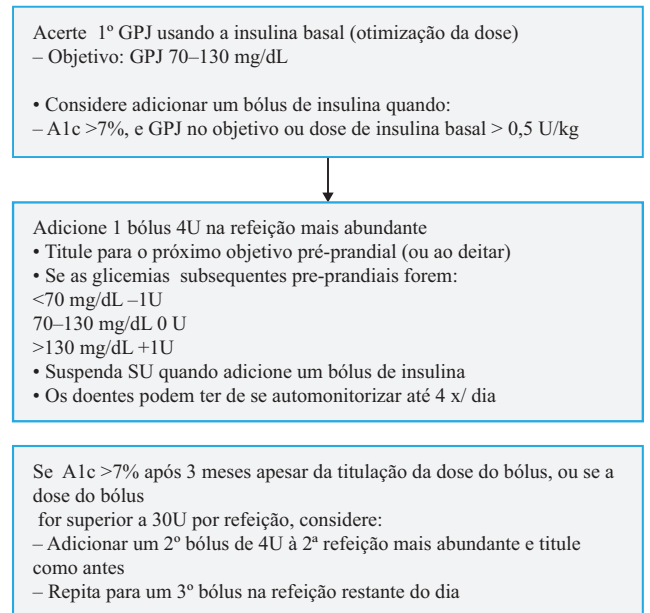 Acerte 1º GPJ usando a insulina basal (otimização da dose)
– Objetivo: GPJ 70–130 mg/dL
• Considere adicionar um bólus de insulina quando:
– A1c >7%, e GPJ no objetivo ou dose de insulina basal > 0,5 U/kg
Adicione 1 bólus 4U na refeição mais abundante
• Titule para o próximo objetivo pré-prandial (ou ao deitar)
• Se as glicemias subsequentes pre-prandiais forem:
<70 mg/dL –1U
70–130 mg/dL 0 U
>130 mg/dL +1U
• Suspenda SU quando adicione um bólus de insulina
• Os doentes podem ter de se automonitorizar até 4 x/ dia
Se A1c >7% após 3 meses apesar da titulação da dose do bólus, ou se a
dose do bólus
for superior a 30U por refeição, considere:
– Adicionar um 2º bólus de 4U à 2ª refeição mais abundante e titule
como antes
– Repita para um 3º bólus na refeição restante do dia